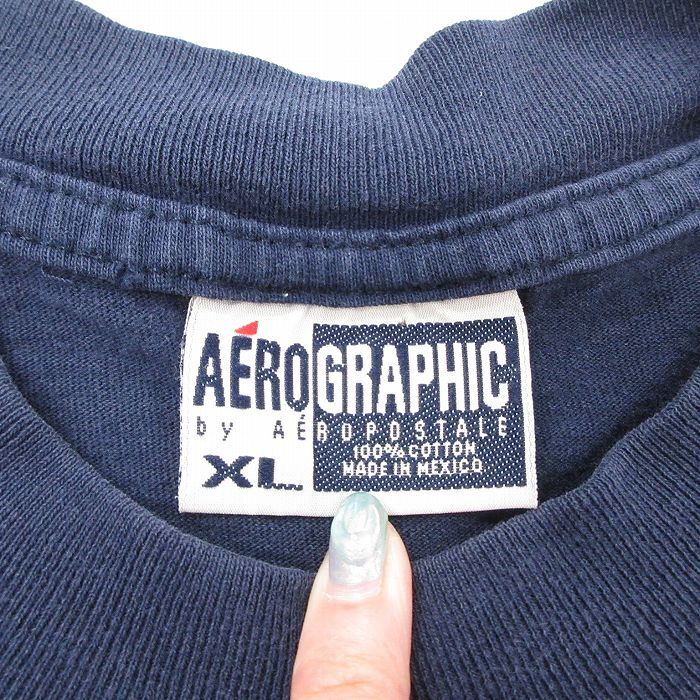 AÉROGRAPHIC
by AÉROPOSTALE
XL
100% COTTON
MADE IN MEXICO